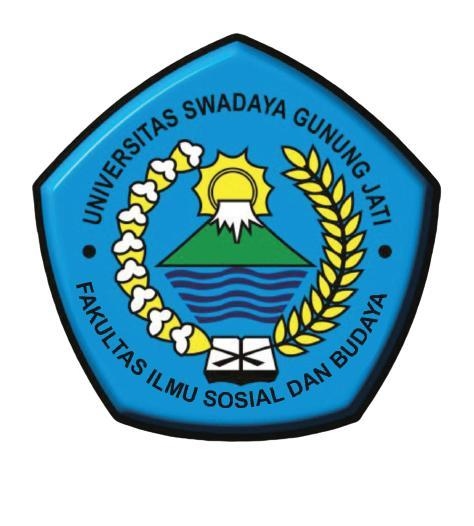 UNIVERSITAS SWADAYA GUNUNG JATI
FAKULTAS ILMU SOSIAL DAN BUDAYA